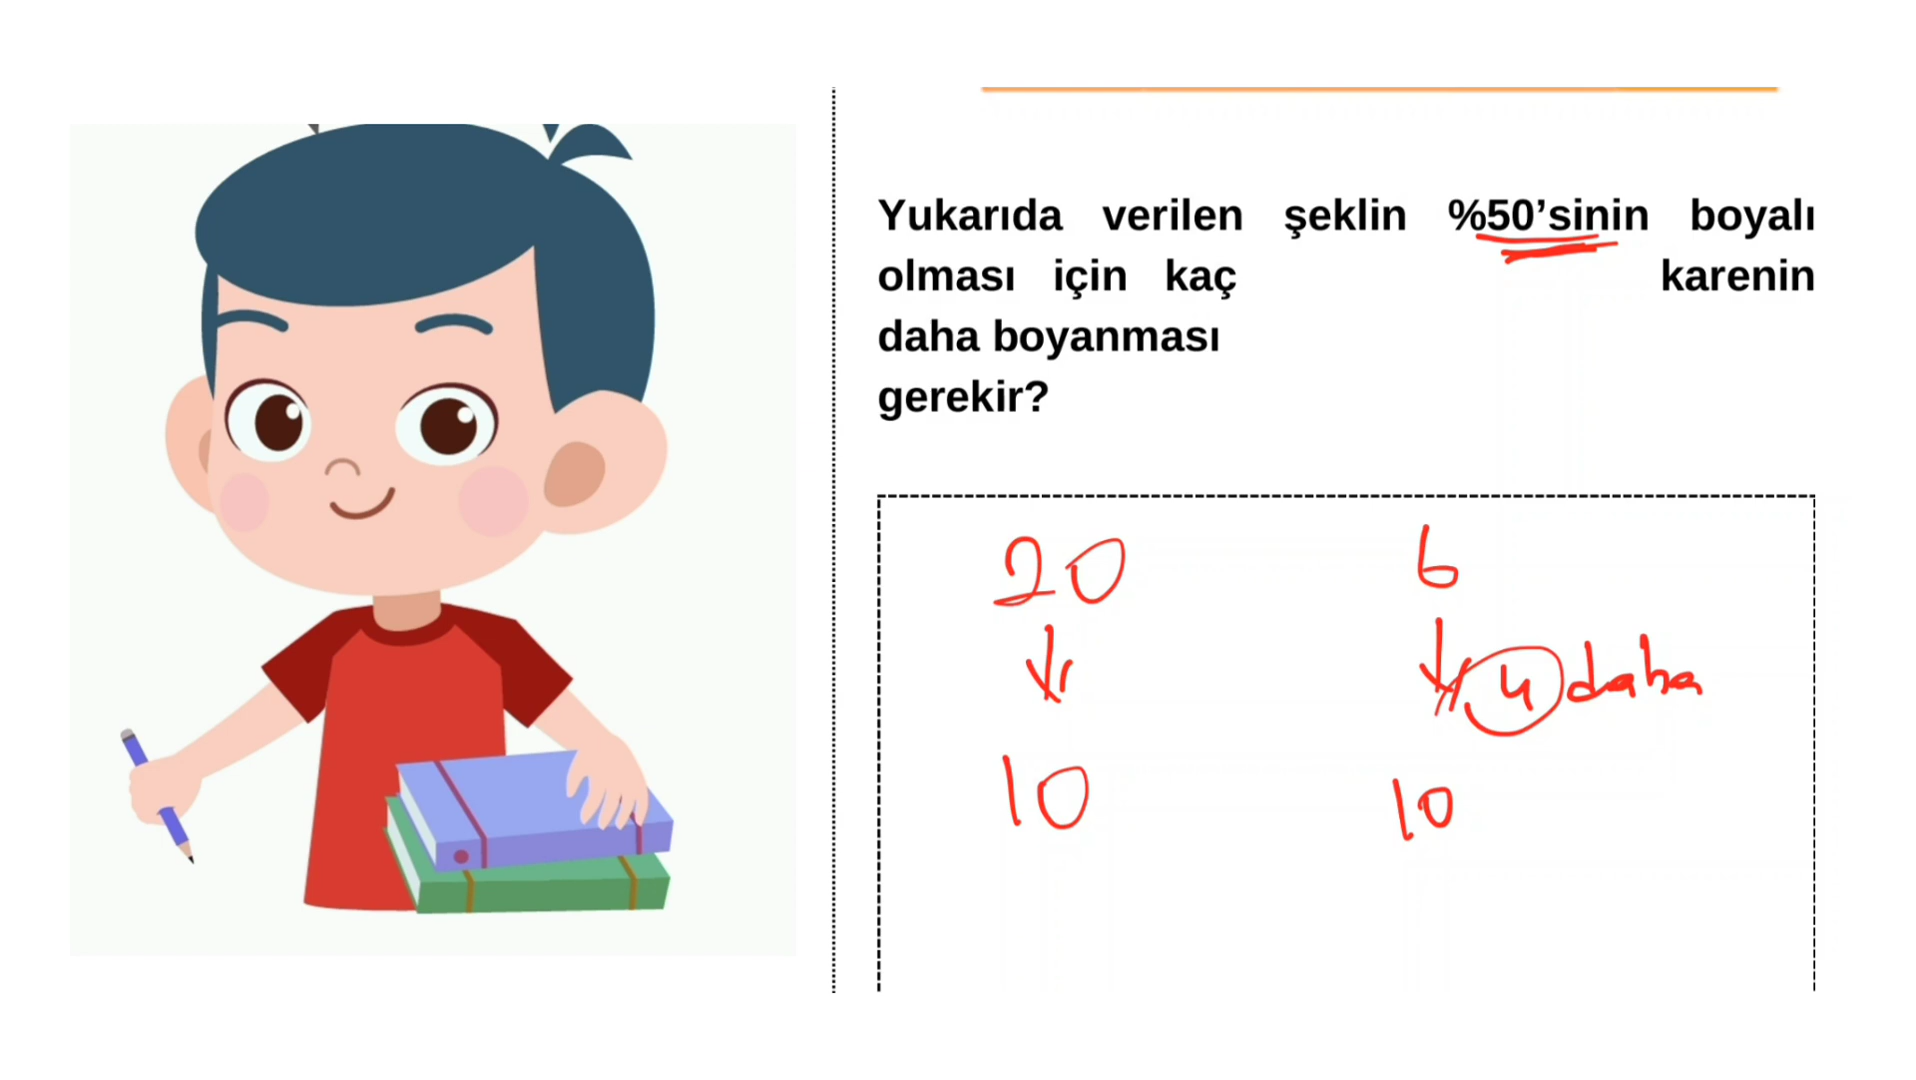 Yukarıda verilen şeklin %50’sinin boyalı
olması için kaç karenin
daha boyanması
gerekir?
20 6
4 daha
10 10